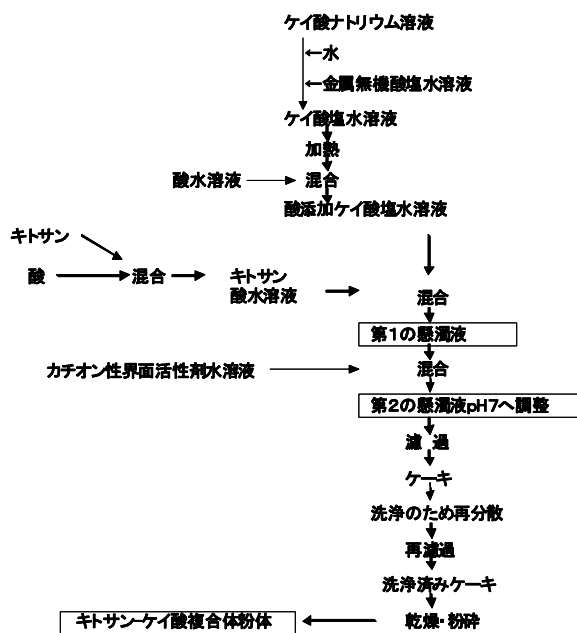 ケイ酸ナトリウム溶液
←水
←金属無機酸塩水溶液
ケイ酸塩水溶液
加熱
酸水溶液
混合
酸添加ケイ酸塩水溶液
キトサン
酸
混合
キトサン
酸水溶液
混合
第1の懸濁液
カチオン性界面活性剤水溶液
混合
第2の懸濁液pH7へ調整
濾 過
ケーキ
洗浄のため再分散
再濾過
洗浄済みケーキ
キトサン-ケイ酸複合体粉体
乾燥・粉砕